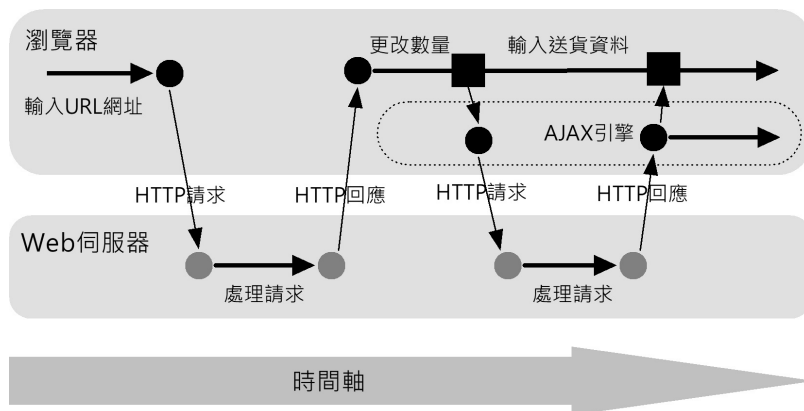 瀏覽器
更改數量
輸入送貨資料
輸入URL網址
AJAX引擎
HTTP請求
HTTP回應
HTTP請求
HTTP回應
Web伺服器
處理請求
處理請求
時間軸